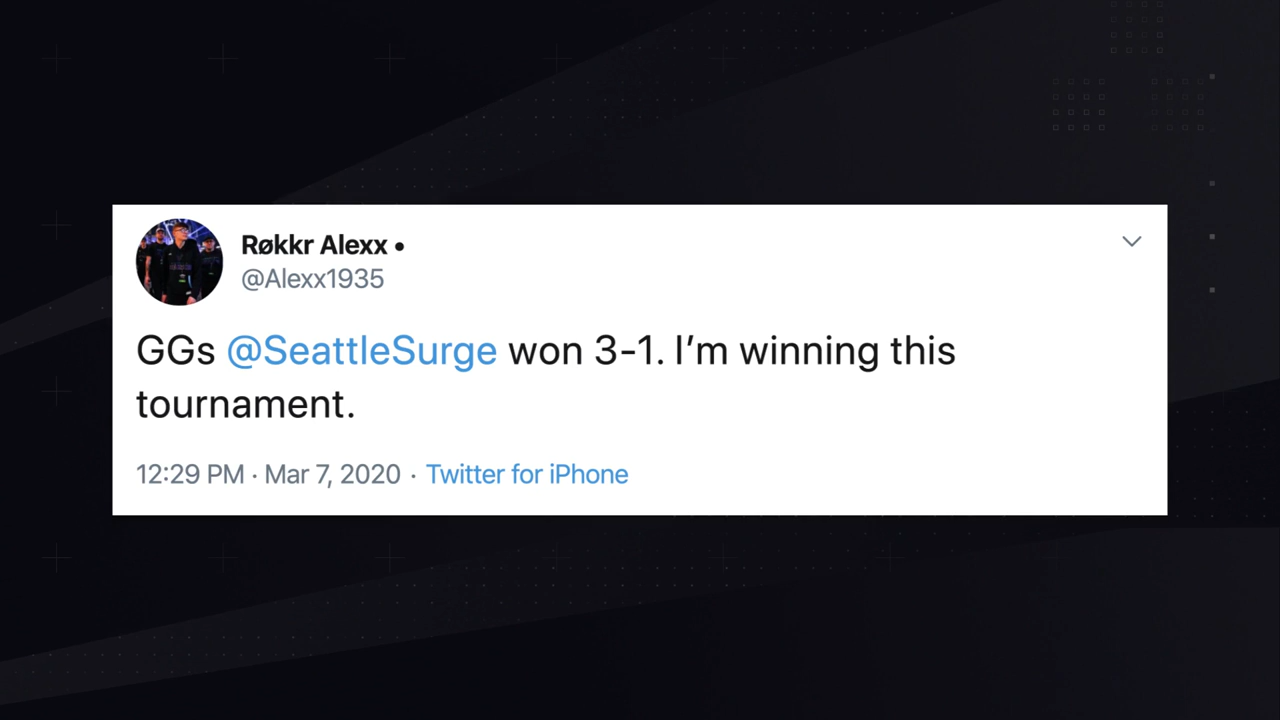 Røkkr Alexx •
@Alexx1935
GGs @SeattleSurge won 3-1. I’m winning this
tournament.
12:29 PM · Mar 7, 2020 · Twitter for iPhone